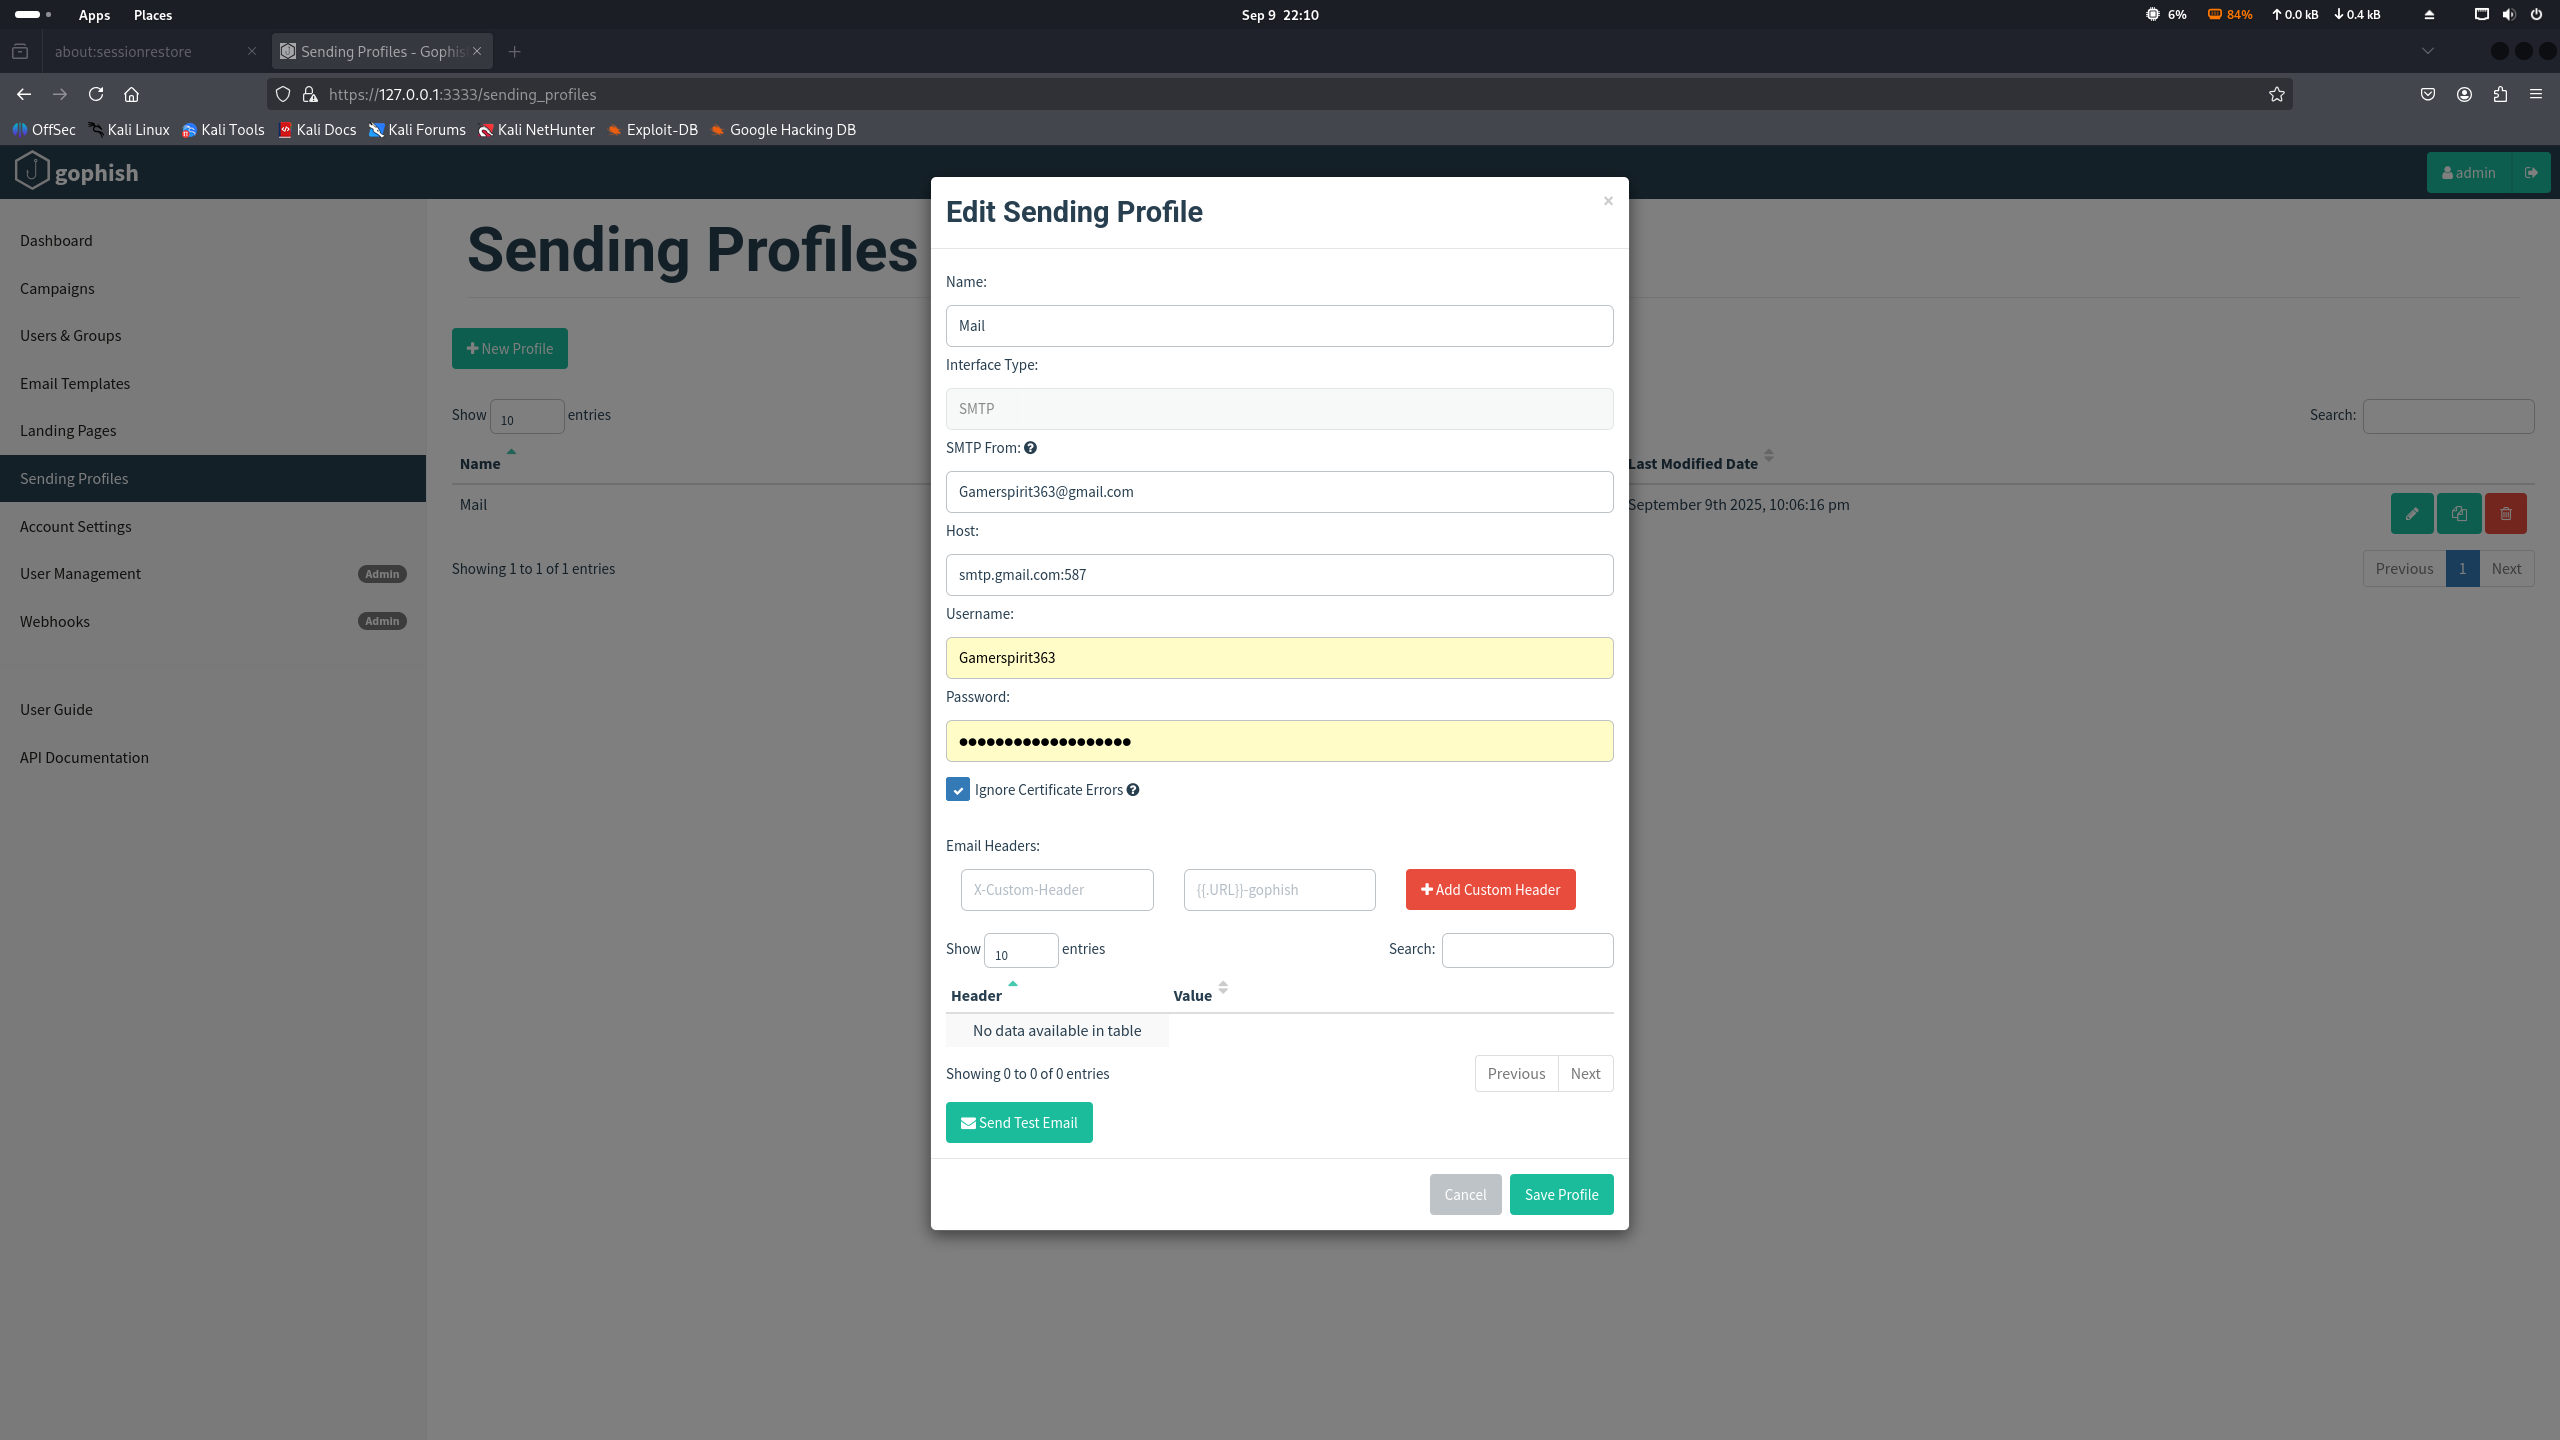 Apps Places Sep 9 22:10 6% 84% 0.0 kB 0.4 kB
about:sessionrestore Sending Profiles - Gophis
https://127.0.0.1:3333/sending_profiles
OffSec Kali Linux Kali Tools Kali Docs Kali Forums Kali NetHunter Exploit-DB Google Hacking DB
gophish admin
Dashboard
Campaigns
Users & Groups
Email Templates
Landing Pages
Sending Profiles
Account Settings
User Management Admin
Webhooks Admin
User Guide
API Documentation
Sending Profiles
New Profile
Show 10 entries Search:
Name Last Modified Date
Mail September 9th 2025, 10:06:16 pm
Showing 1 to 1 of 1 entries Previous 1 Next
Edit Sending Profile ×
Name:
Mail
Interface Type:
SMTP
SMTP From:
Gamerspirit363@gmail.com
Host:
smtp.gmail.com:587
Username:
Gamerspirit363
Password:
●●●●●●●●●●●●●●●●●●●
Ignore Certificate Errors
Email Headers:
X-Custom-Header {{.URL}}-gophish Add Custom Header
Show 10 entries Search:
Header Value
No data available in table
Showing 0 to 0 of 0 entries Previous Next
Send Test Email
Cancel Save Profile